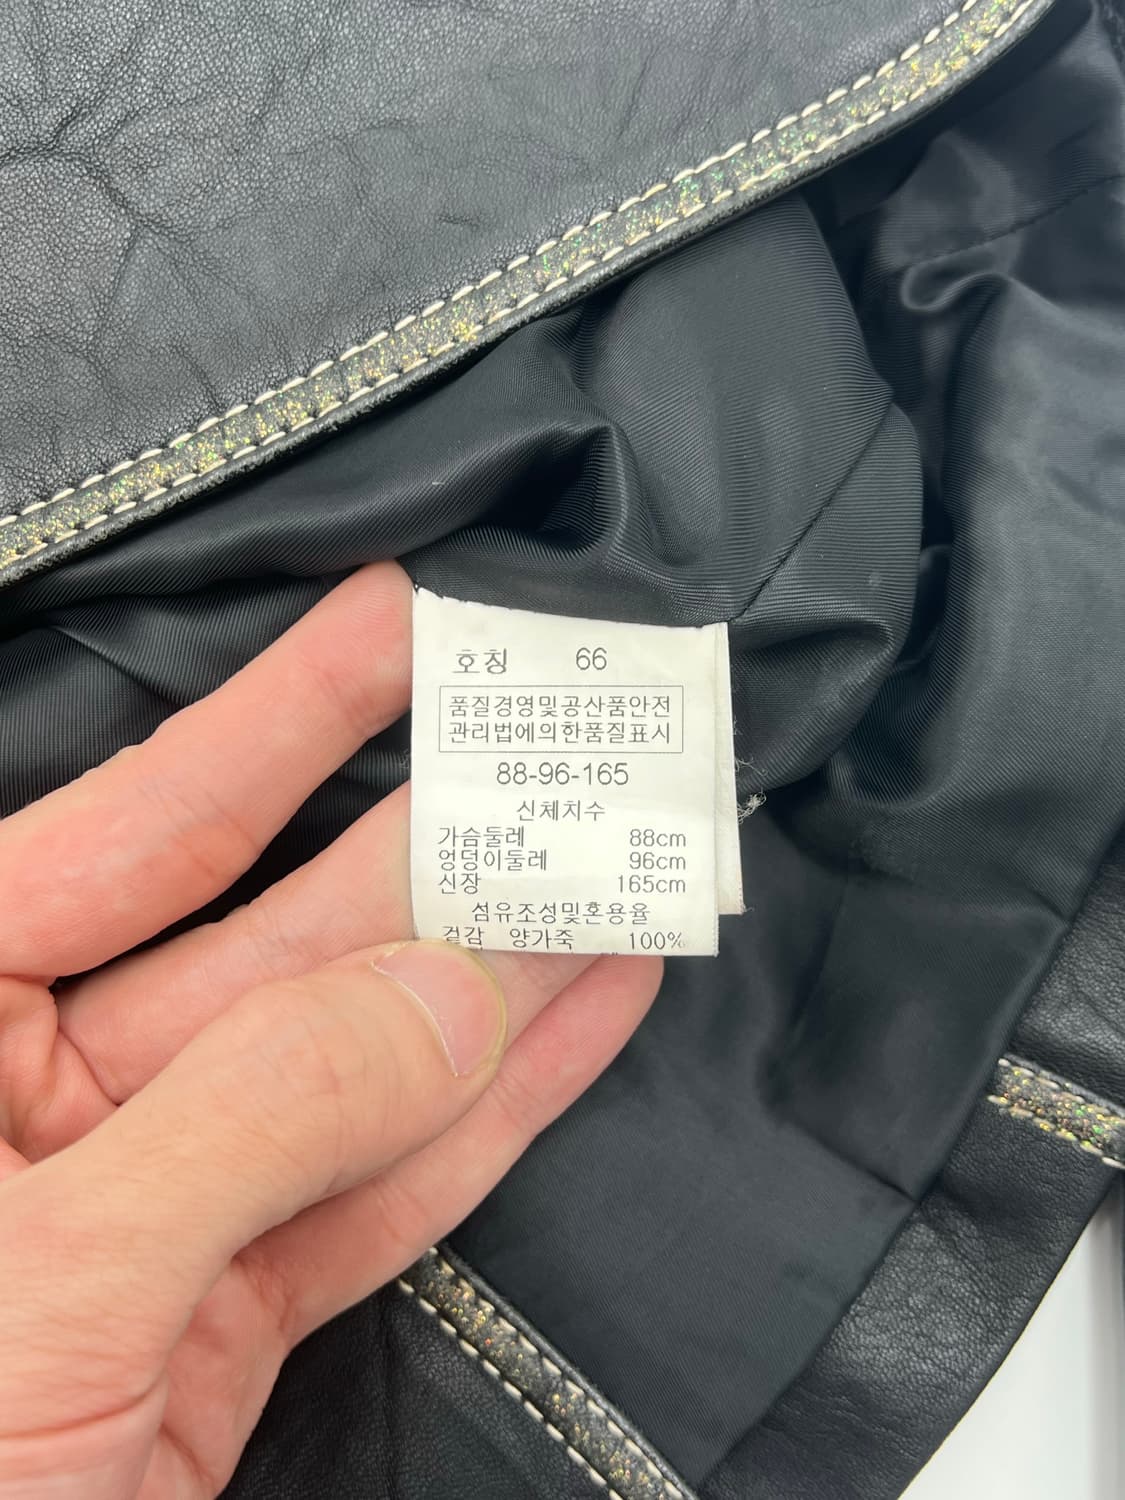 호칭 66
품질경영및공산품안전
관리법에의한품질표시
88-96-165
신체치수
가슴둘레 88cm
엉덩이둘레 96cm
신장 165cm
섬유조성및혼용율
겉감 양가죽 100%